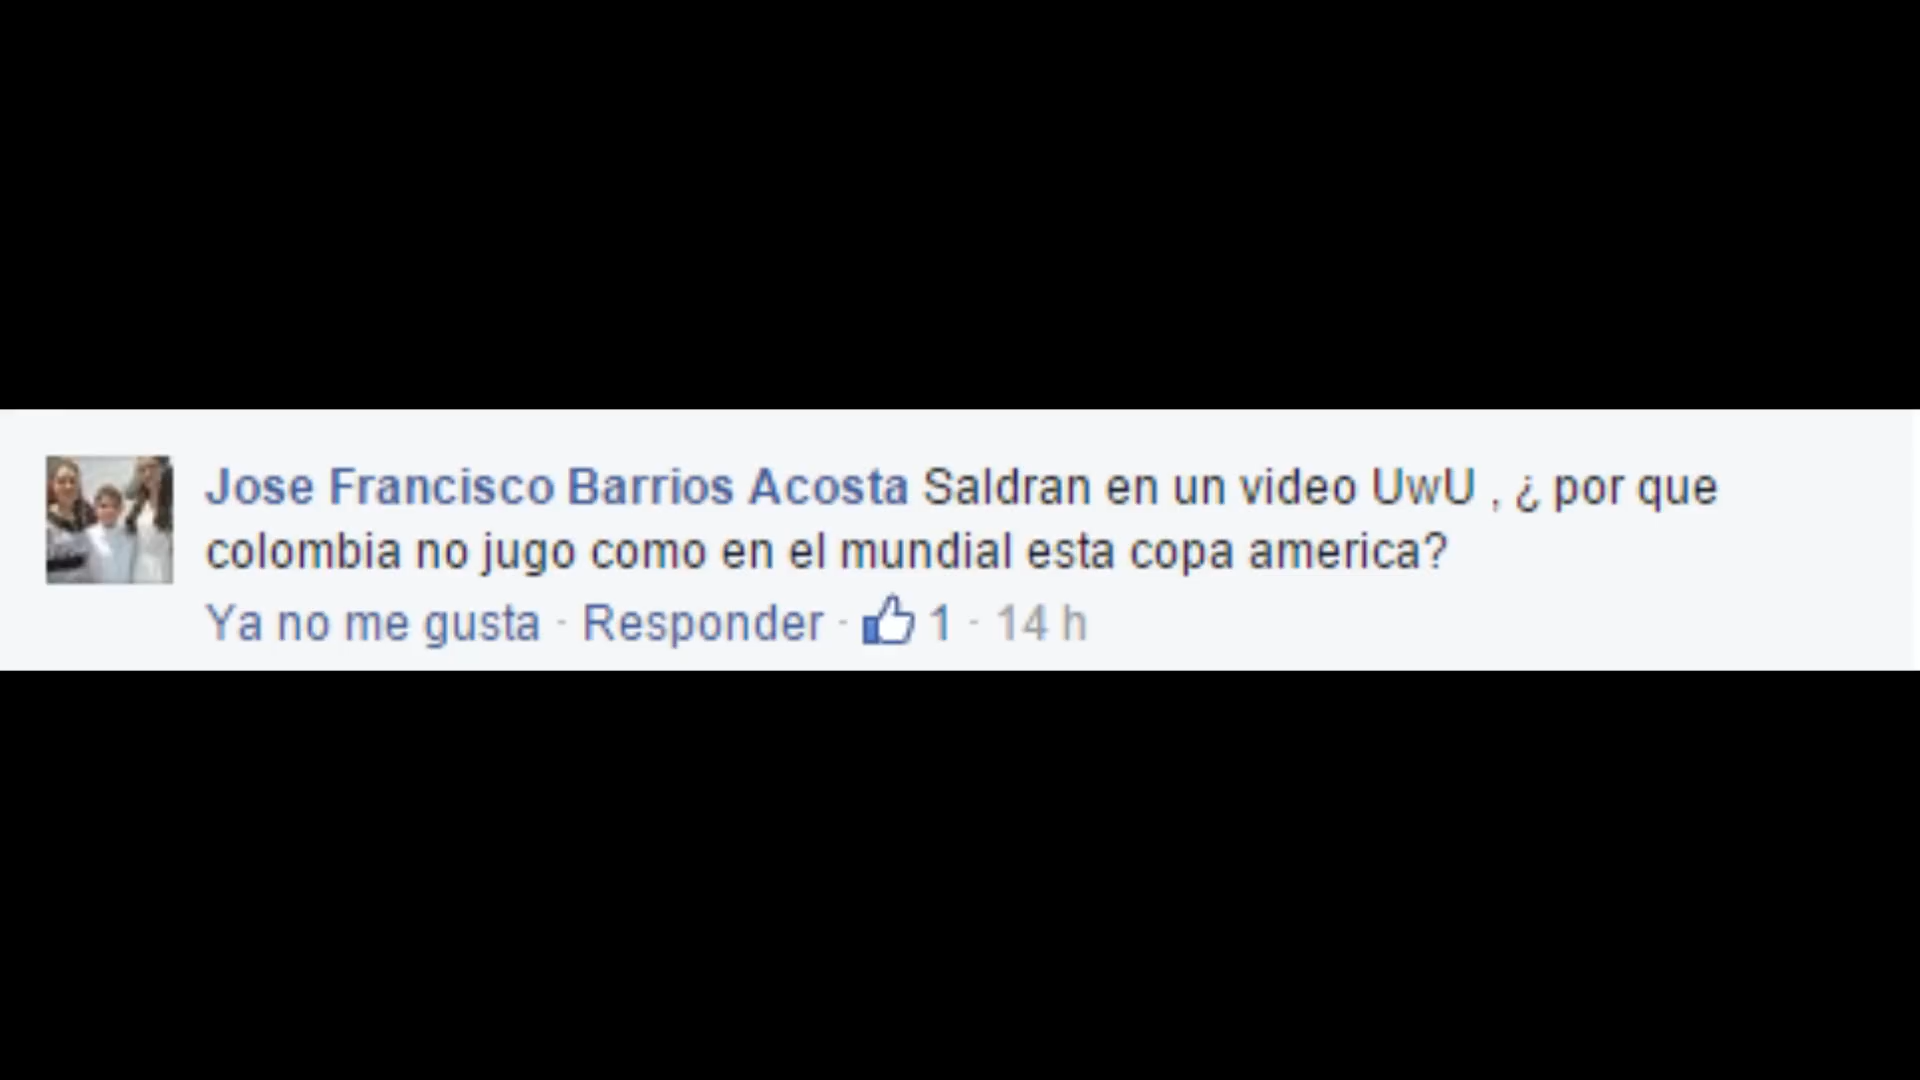 Jose Francisco Barrios Acosta Saldran en un video UwU , ¿ por que
colombia no jugo como en el mundial esta copa america?
Ya no me gusta · Responder · 1 · 14 h